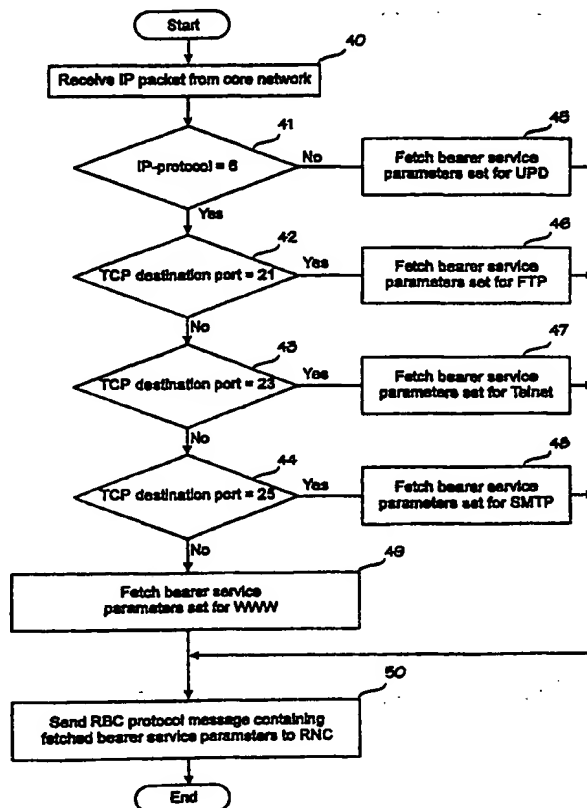 Start
40
Receive IP packet from core network
41
IP-protocol = 6
No
45
Fetch bearer service
parameters set for UPD
Yes
42
TCP destination port = 21
Yes
46
Fetch bearer service
parameters set for FTP
No
43
TCP destination port = 23
Yes
47
Fetch bearer service
parameters set for Telnet
No
44
TCP destination port = 25
Yes
48
Fetch bearer service
parameters set for SMTP
No
49
Fetch bearer service
parameters set for WWW
50
Send RBC protocol message containing
fetched bearer service parameters to RNC
End